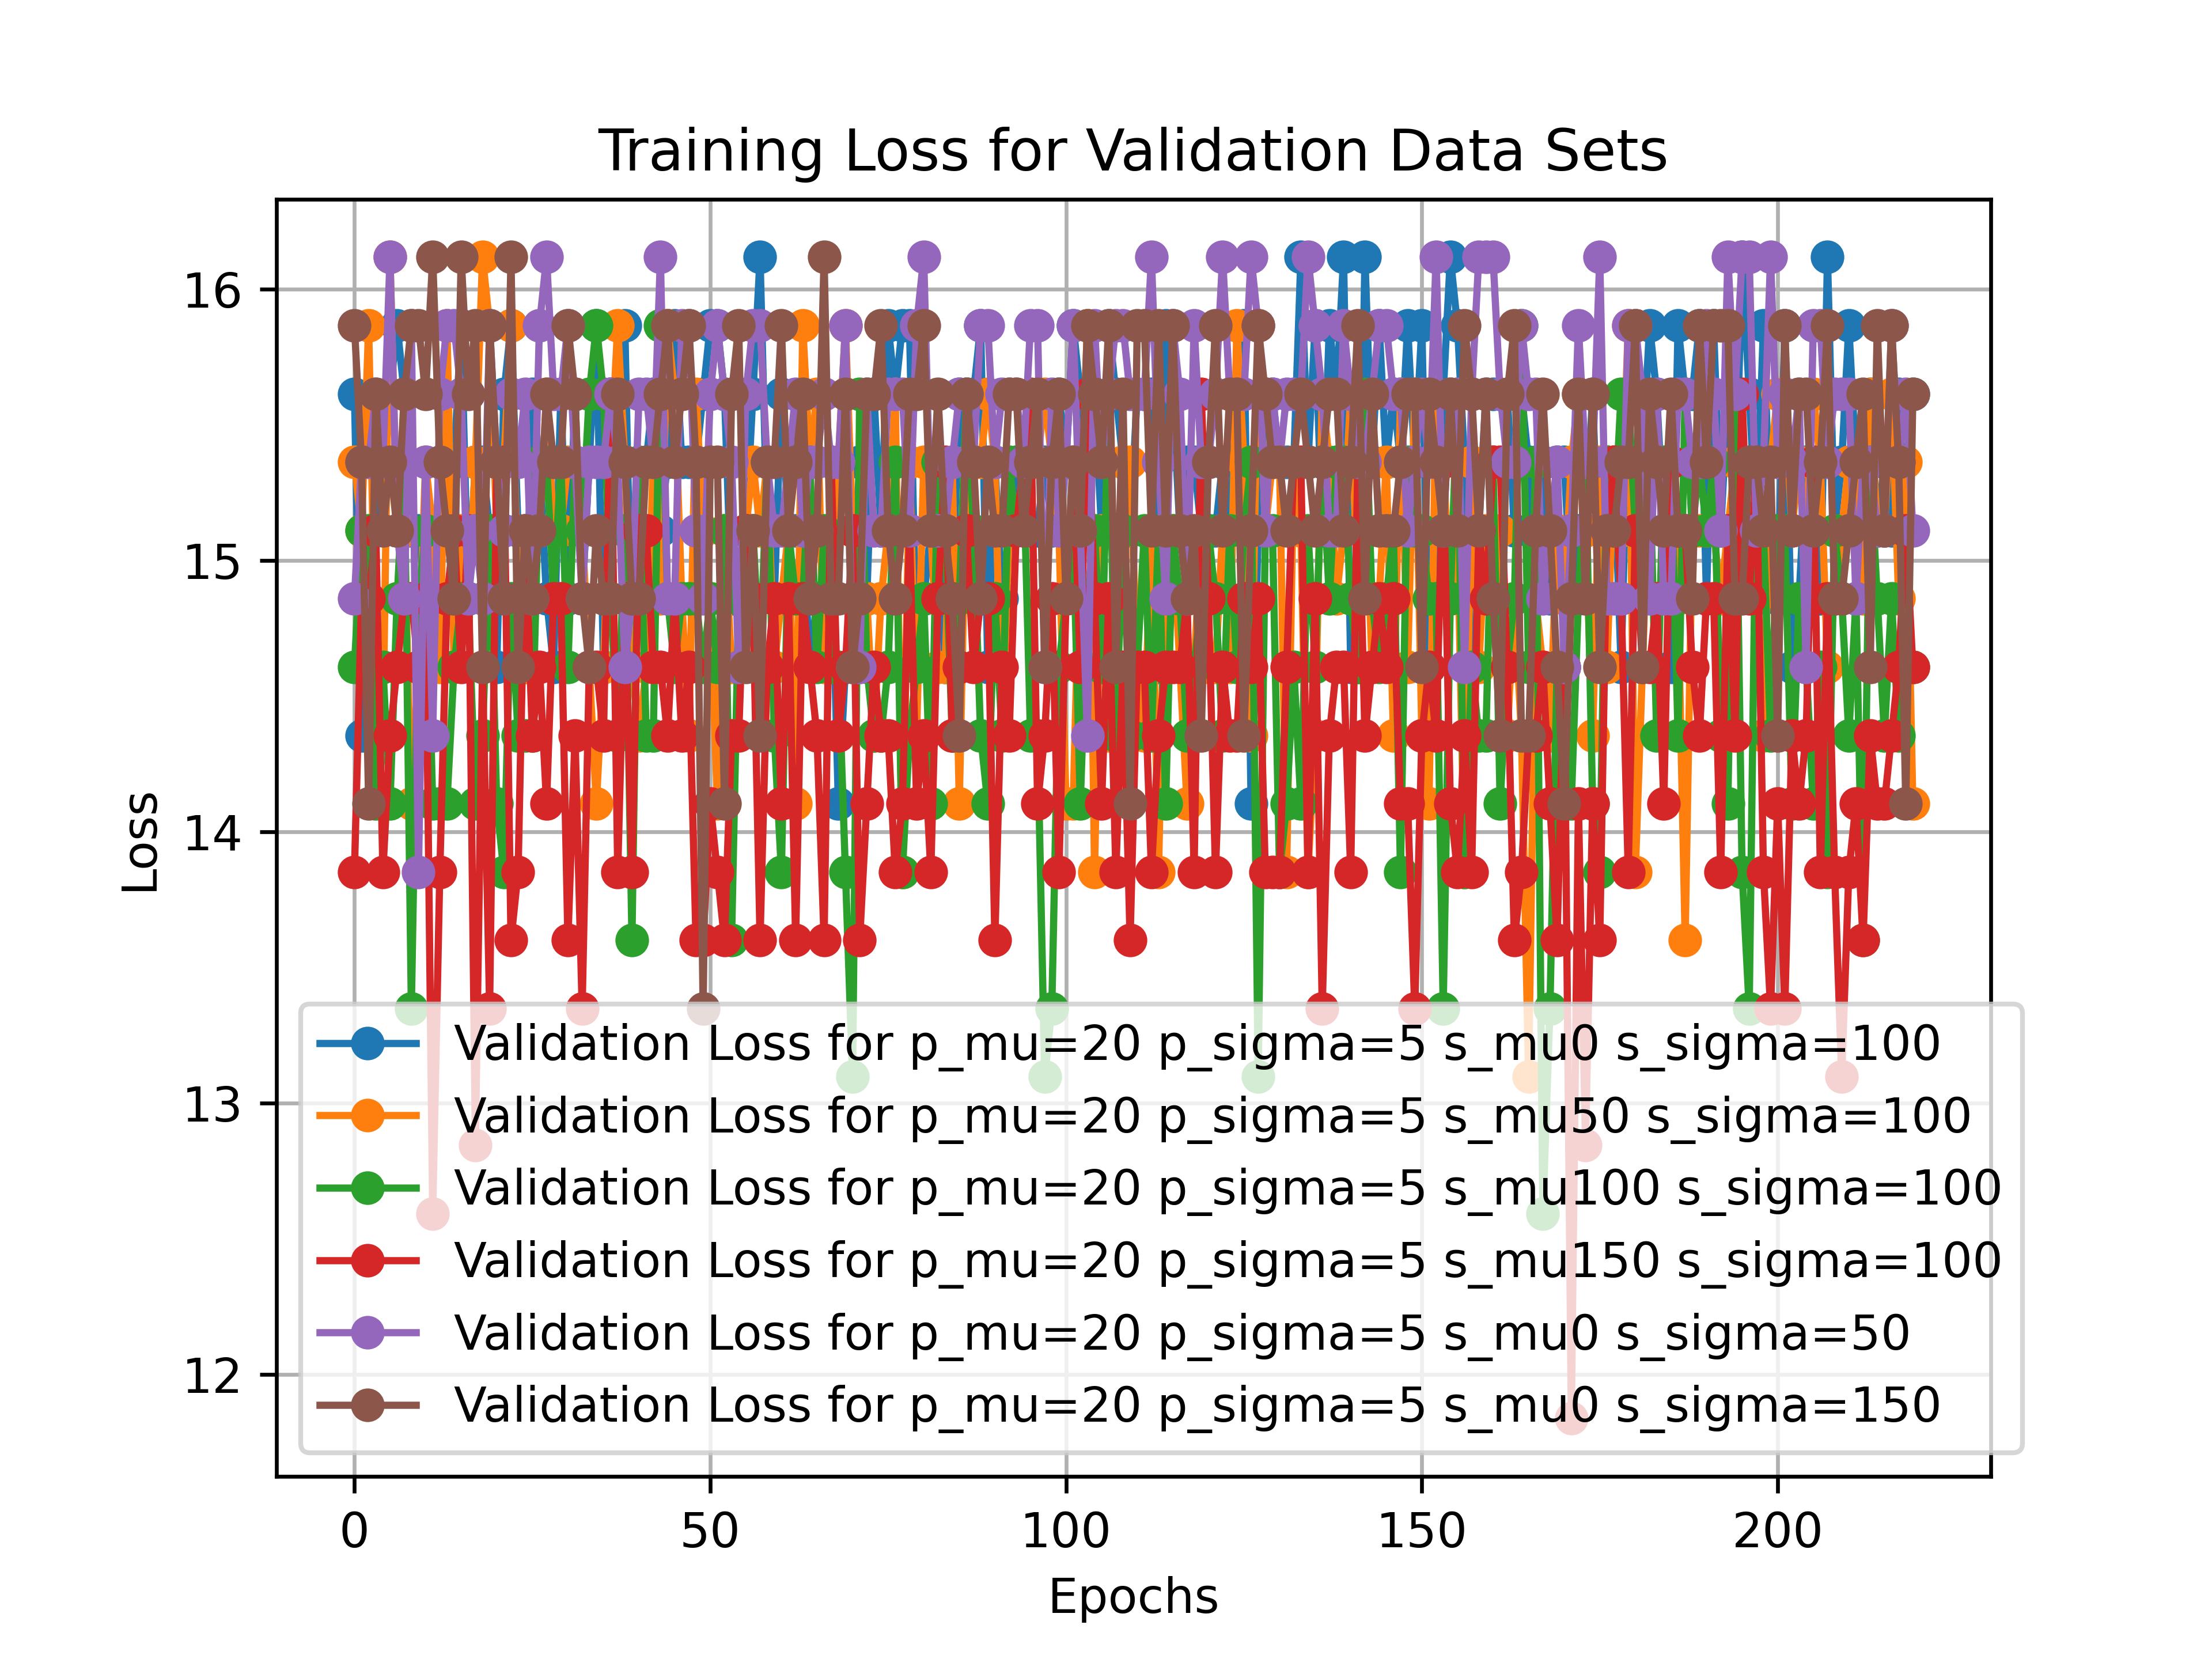 Training Loss for Validation Data Sets
16
15
14
13
12
Loss
Validation Loss for p_mu=20 p_sigma=5 s_mu0 s_sigma=100
Validation Loss for p_mu=20 p_sigma=5 s_mu50 s_sigma=100
Validation Loss for p_mu=20 p_sigma=5 s_mu100 s_sigma=100
Validation Loss for p_mu=20 p_sigma=5 s_mu150 s_sigma=100
Validation Loss for p_mu=20 p_sigma=5 s_mu0 s_sigma=50
Validation Loss for p_mu=20 p_sigma=5 s_mu0 s_sigma=150
0 50 100 150 200
Epochs